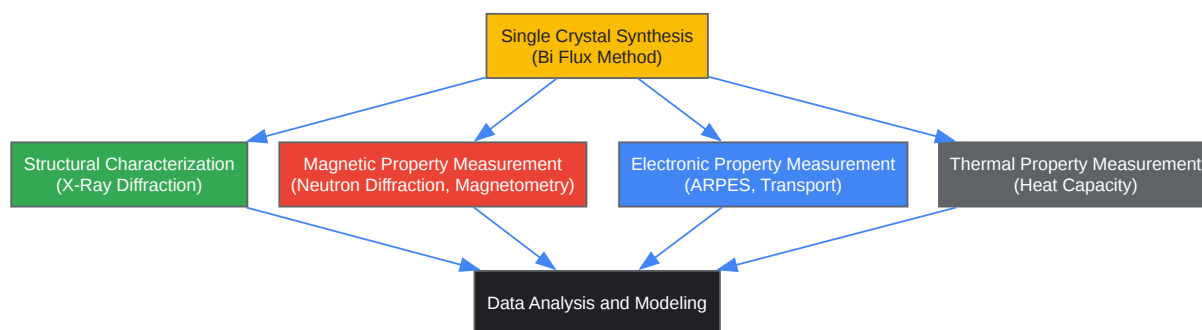 Single Crystal Synthesis
(Bi Flux Method)
Structural Characterization
(X-Ray Diffraction)
Magnetic Property Measurement
(Neutron Diffraction, Magnetometry)
Electronic Property Measurement
(ARPES, Transport)
Thermal Property Measurement
(Heat Capacity)
Data Analysis and Modeling